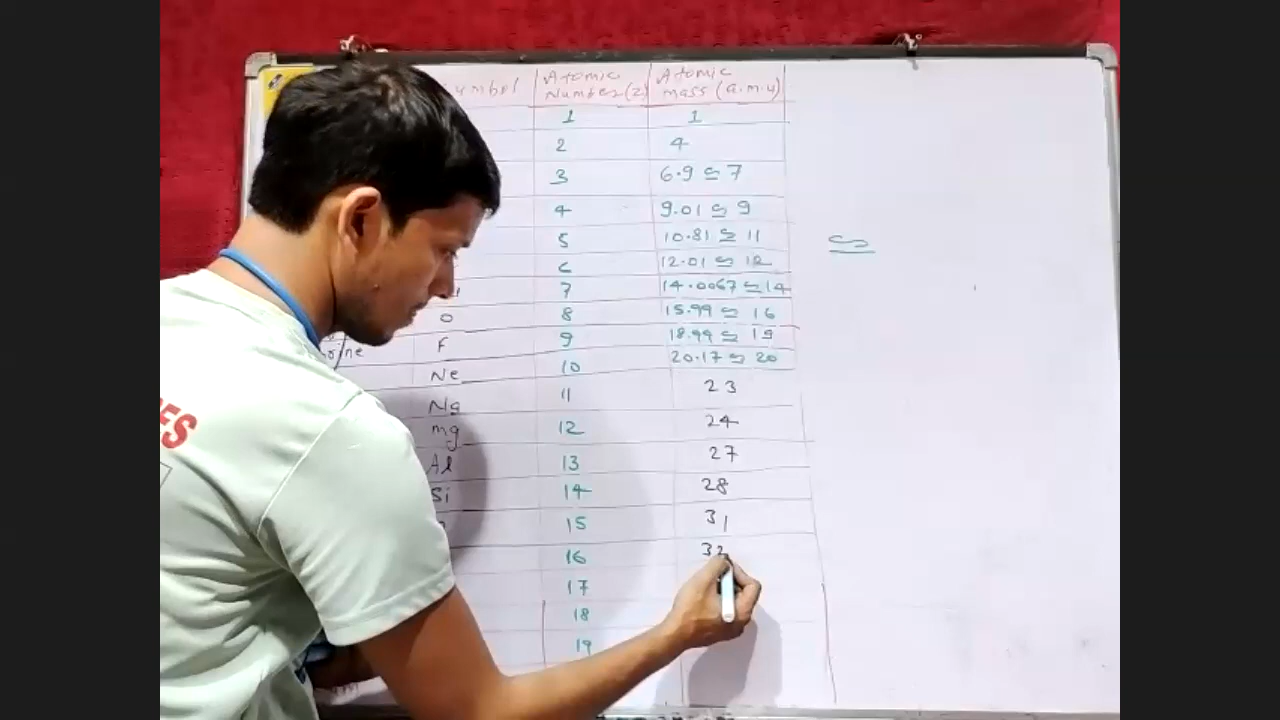 ymbol Atomic Number(z) Atomic mass (a.m.u)
1 1
2 4
3 6.9 ≌ 7
4 9.01 ≌ 9
5 10.81 ≌ 11
6 12.01 ≌ 12
7 14.0067 ≌ 14
O 8 15.99 ≌ 16
orine F 9 18.99 ≌ 19
Ne 10 20.17 ≌ 20
Na 11 23
mg 12 24
Al 13 27
Si 14 28
15 31
16 32
17
18
19
≌